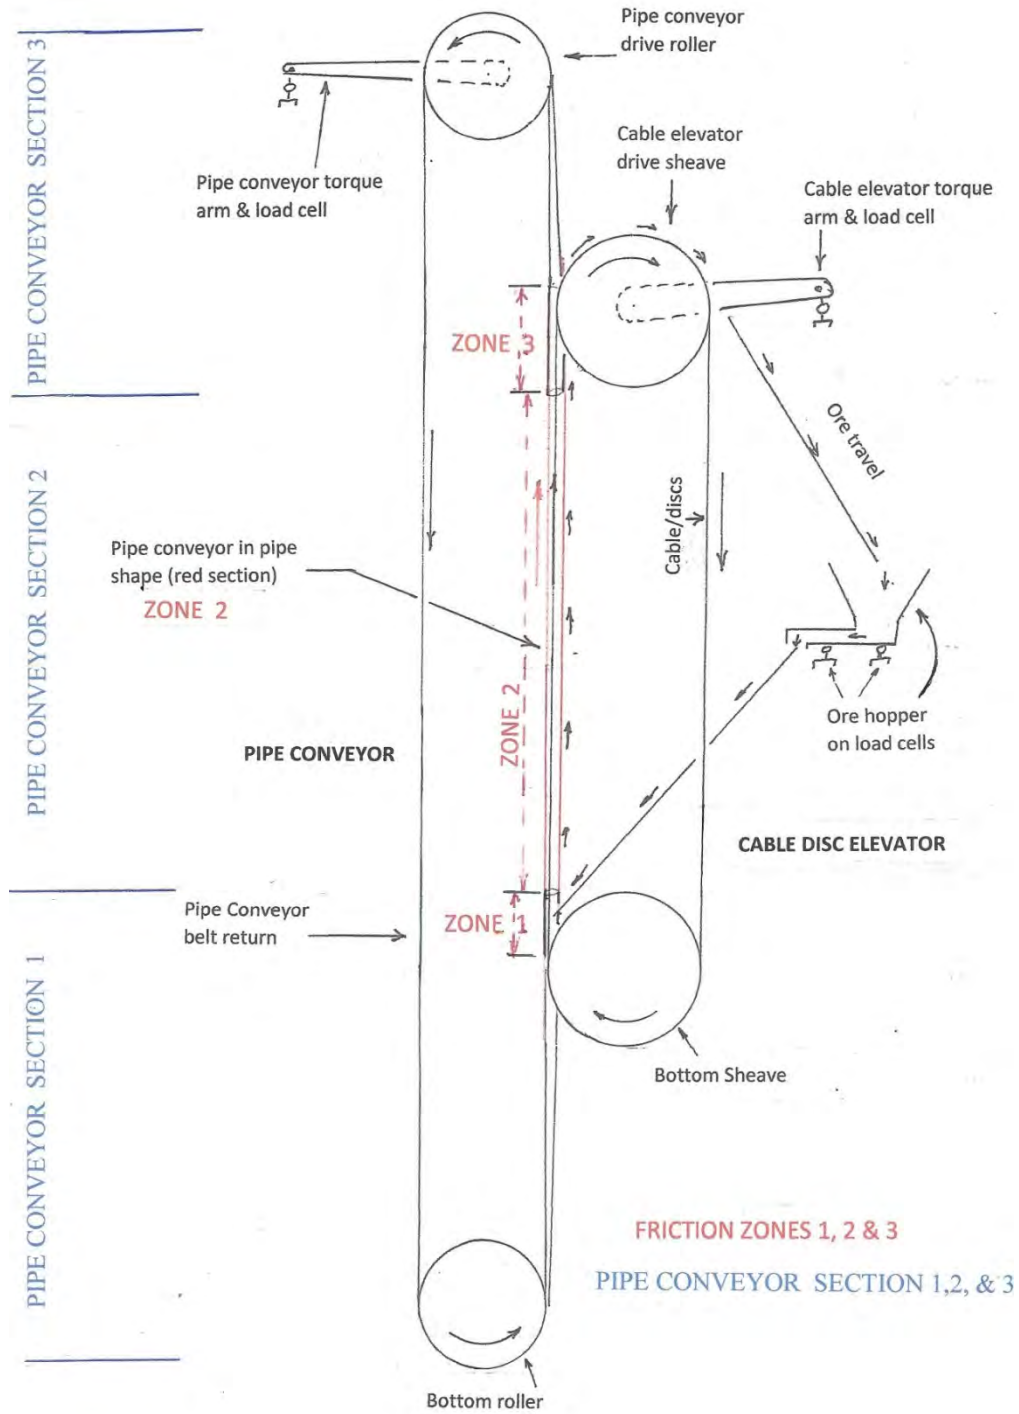 Pipe conveyor
drive roller
PIPE CONVEYOR SECTION 3
Cable elevator
drive sheave
Pipe conveyor torque
arm & load cell
Cable elevator torque
arm & load cell
ZONE 3
Ore travel
PIPE CONVEYOR SECTION 2
Cable/discs
Pipe conveyor in pipe
shape (red section)
ZONE 2
ZONE 2
Ore hopper
on load cells
PIPE CONVEYOR
CABLE DISC ELEVATOR
Pipe Conveyor
belt return
ZONE 1
PIPE CONVEYOR SECTION 1
Bottom Sheave
FRICTION ZONES 1, 2 & 3
PIPE CONVEYOR SECTION 1,2, & 3
Bottom roller